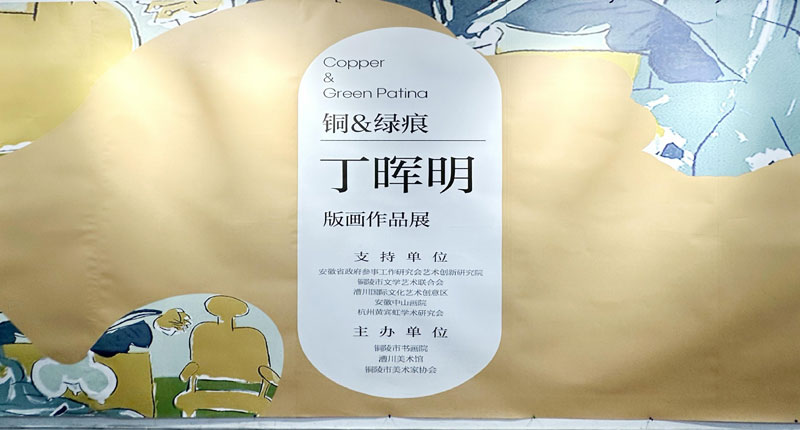 Copper
&
Green Patina
铜&绿痕
丁晖明
版画作品展
支持单位
安徽省政府参事工作研究会艺术创新研究院
铜陵市文学艺术联合会
漕川国际文化艺术创意区
安徽中山画院
杭州黄宾虹学术研究会
主办单位
铜陵市书画院
漕川美术馆
铜陵市美术家协会